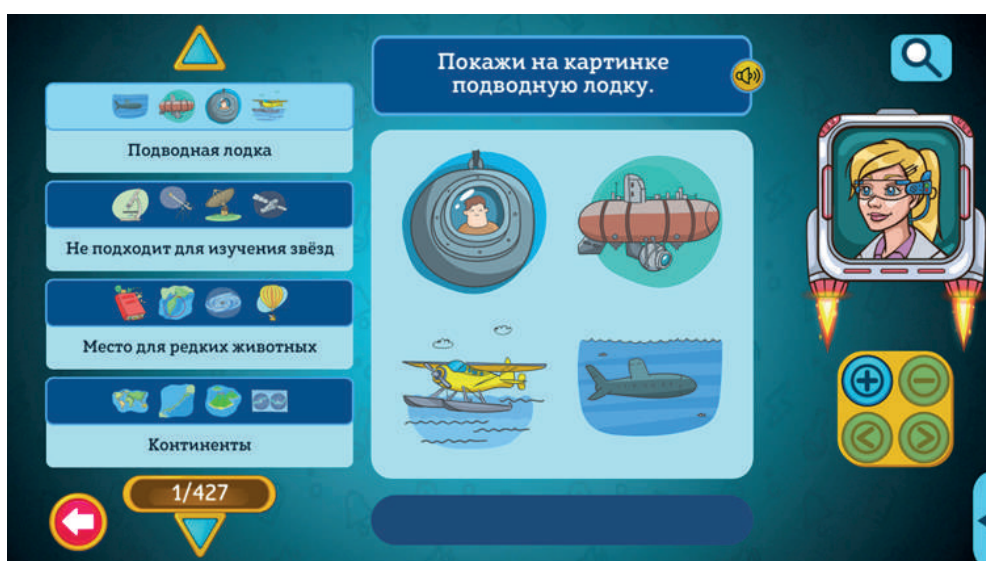 Покажи на картинке
подводную лодку.
Подводная лодка
Не подходит для изучения звёзд
Место для редких животных
Континенты
1/427